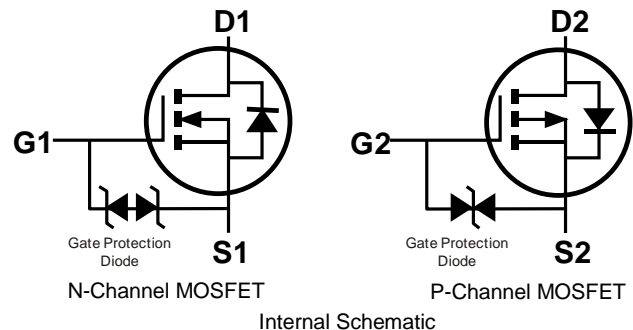 D1
D2
G1
G2
Gate Protection
Diode
S1
Gate Protection
Diode
S2
N-Channel MOSFET
P-Channel MOSFET
Internal Schematic